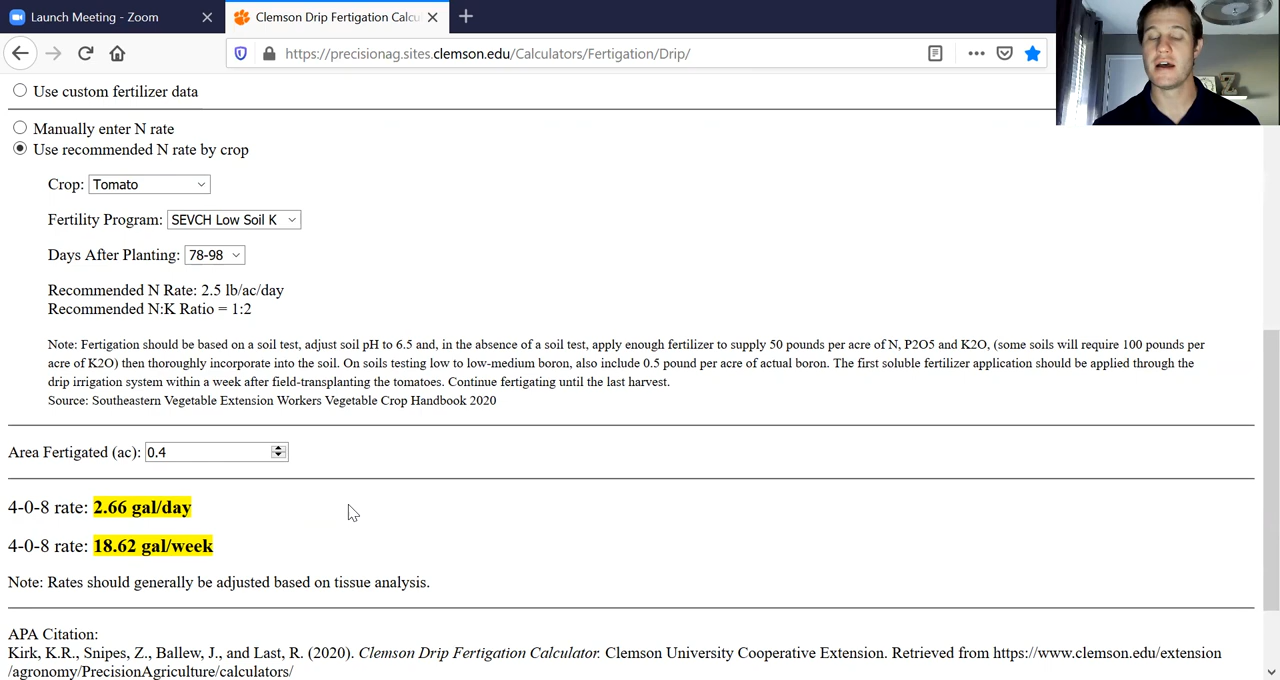 Launch Meeting - Zoom
Clemson Drip Fertigation Calcu
https://precisionag.sites.clemson.edu/Calculators/Fertigation/Drip/
Use custom fertilizer data
Manually enter N rate
Use recommended N rate by crop
Crop: Tomato
Fertility Program: SEVCH Low Soil K
Days After Planting: 78-98
Recommended N Rate: 2.5 lb/ac/day
Recommended N:K Ratio = 1:2
Note: Fertigation should be based on a soil test, adjust soil pH to 6.5 and, in the absence of a soil test, apply enough fertilizer to supply 50 pounds per acre of N, P2O5 and K2O, (some soils will require 100 pounds per
acre of K2O) then thoroughly incorporate into the soil. On soils testing low to low-medium boron, also include 0.5 pound per acre of actual boron. The first soluble fertilizer application should be applied through the
drip irrigation system within a week after field-transplanting the tomatoes. Continue fertigating until the last harvest.
Source: Southeastern Vegetable Extension Workers Vegetable Crop Handbook 2020
Area Fertigated (ac): 0.4
4-0-8 rate: 2.66 gal/day
4-0-8 rate: 18.62 gal/week
Note: Rates should generally be adjusted based on tissue analysis.
APA Citation:
Kirk, K.R., Snipes, Z., Ballew, J., and Last, R. (2020). Clemson Drip Fertigation Calculator. Clemson University Cooperative Extension. Retrieved from https://www.clemson.edu/extension
/agronomy/PrecisionAgriculture/calculators/